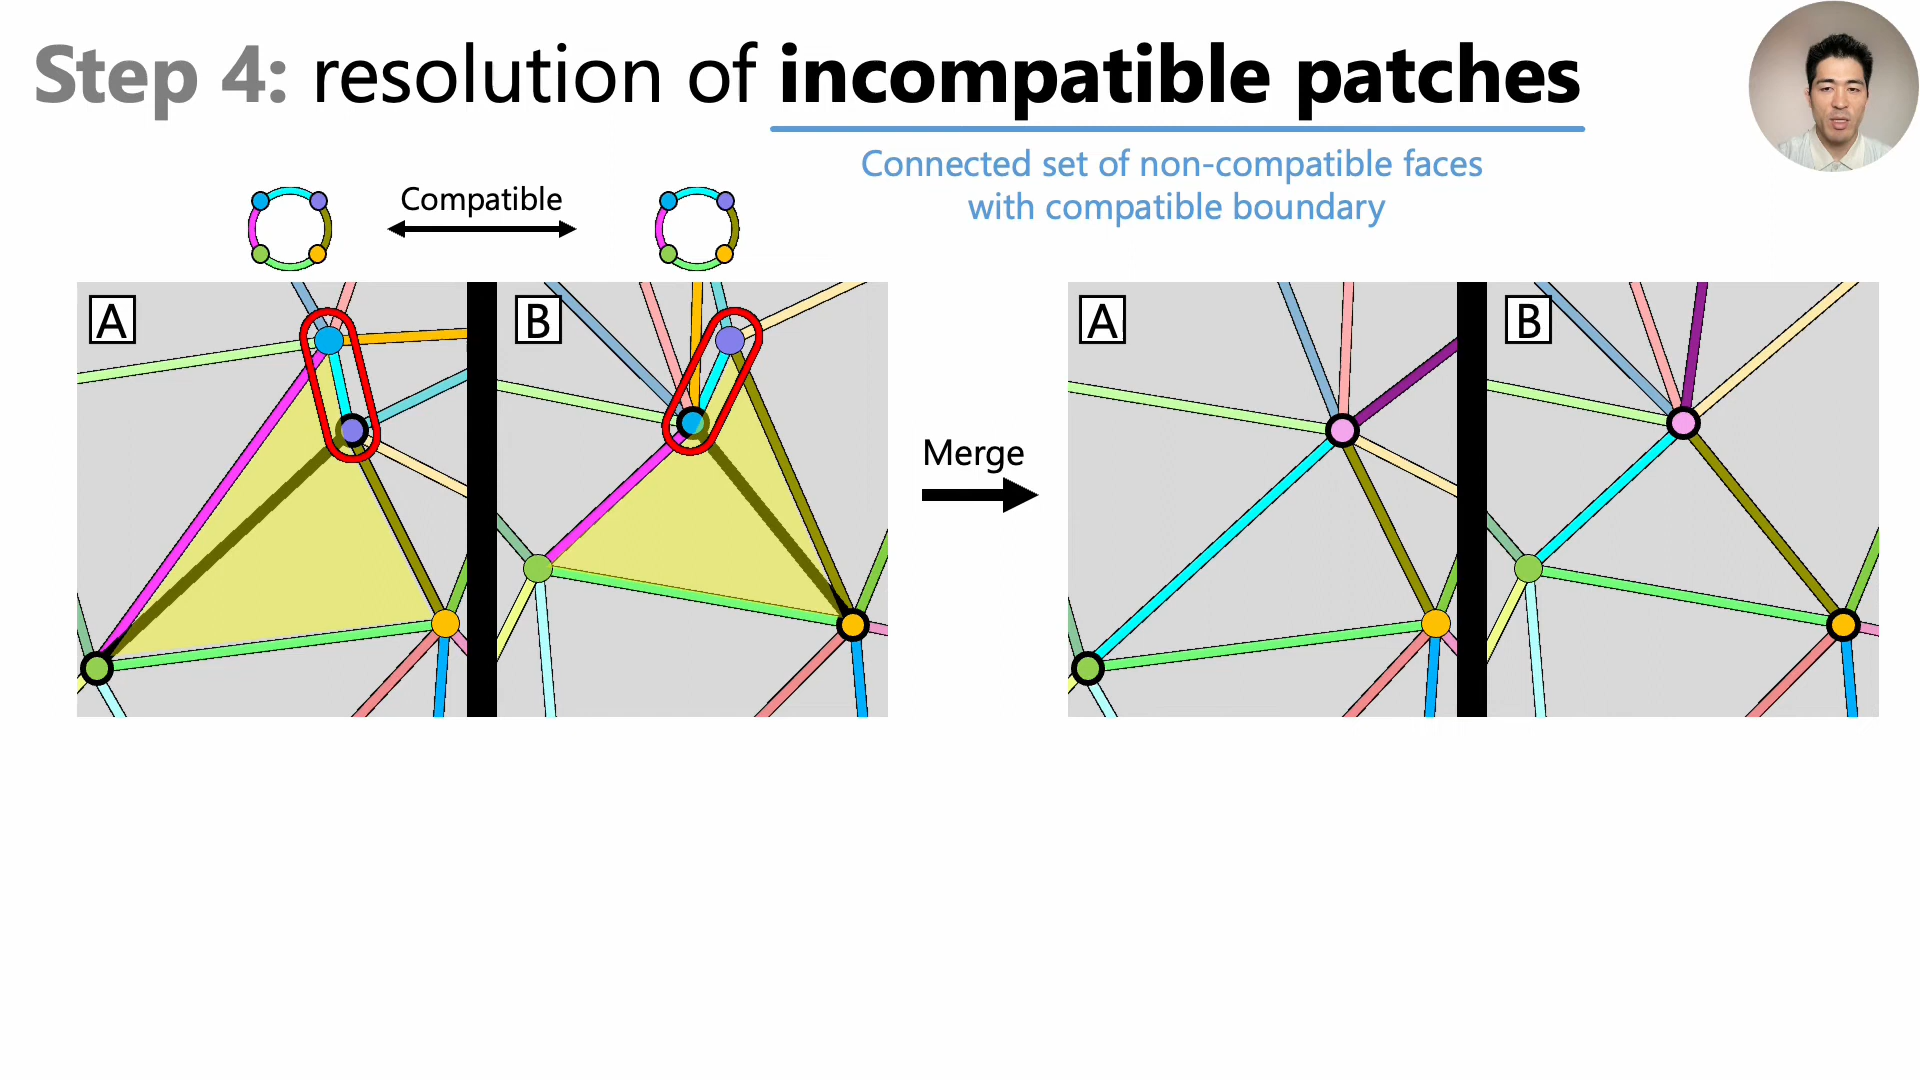 Step 4: resolution of incompatible patches
Connected set of non-compatible faces
with compatible boundary
Compatible
A
B
Merge
A
B